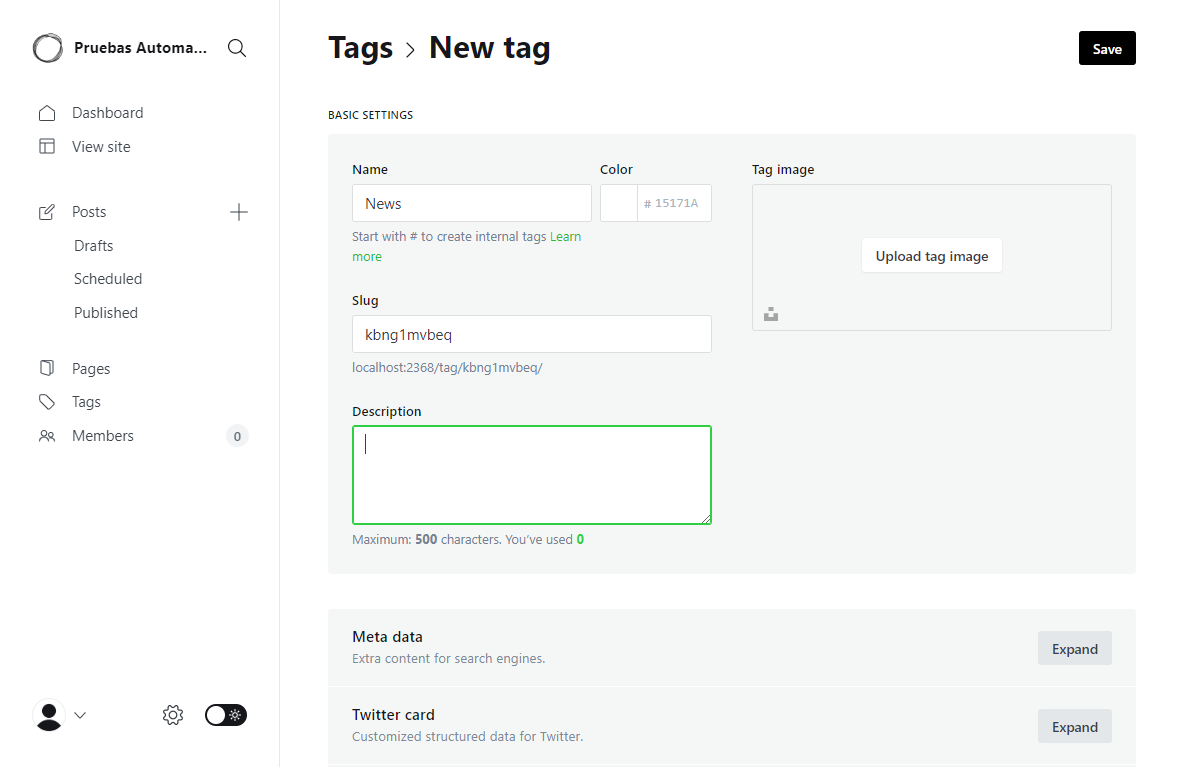 Pruebas Automa...
Dashboard
View site
Posts
Drafts
Scheduled
Published
Pages
Tags
Members
0
Tags > New tag
Save
BASIC SETTINGS
Name
Color
Tag image
News
# 15171A
Start with # to create internal tags Learn
more
Upload tag image
Slug
kbng1mvbeq
localhost:2368/tag/kbng1mvbeq/
Description
Maximum: 500 characters. You've used 0
Meta data
Extra content for search engines.
Expand
Twitter card
Customized structured data for Twitter.
Expand